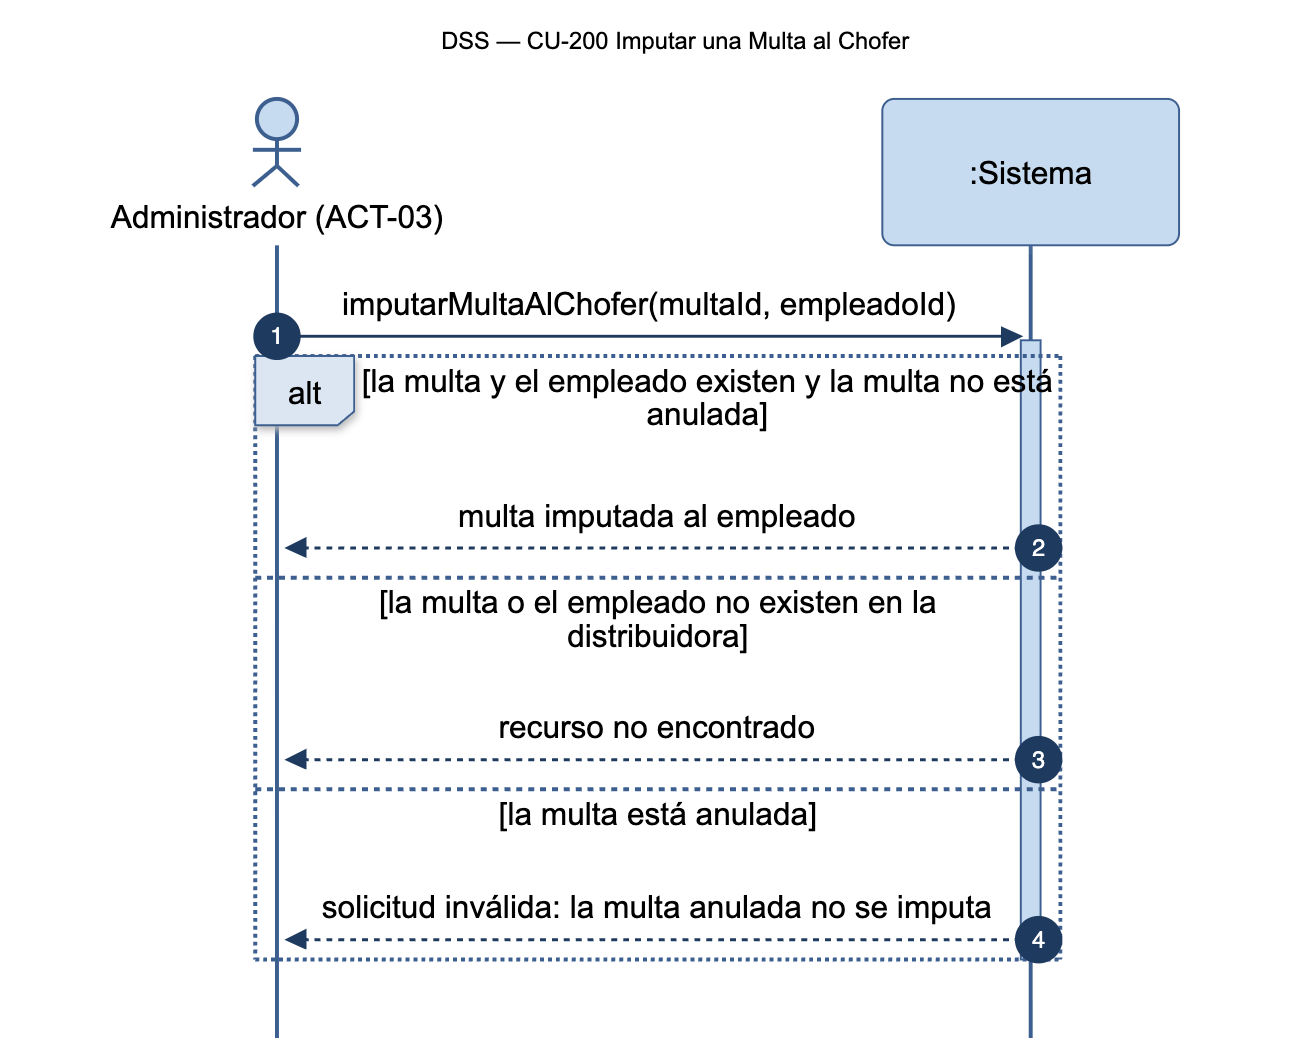 DSS — CU-200 Imputar una Multa al Chofer
Administrador (ACT-03)
:Sistema
imputarMultaAlChofer(multaId, empleadoId)
1
alt
[la multa y el empleado existen y la multa no está
anulada]
multa imputada al empleado
2
[la multa o el empleado no existen en la
distribuidora]
recurso no encontrado
3
[la multa está anulada]
solicitud inválida: la multa anulada no se imputa
4